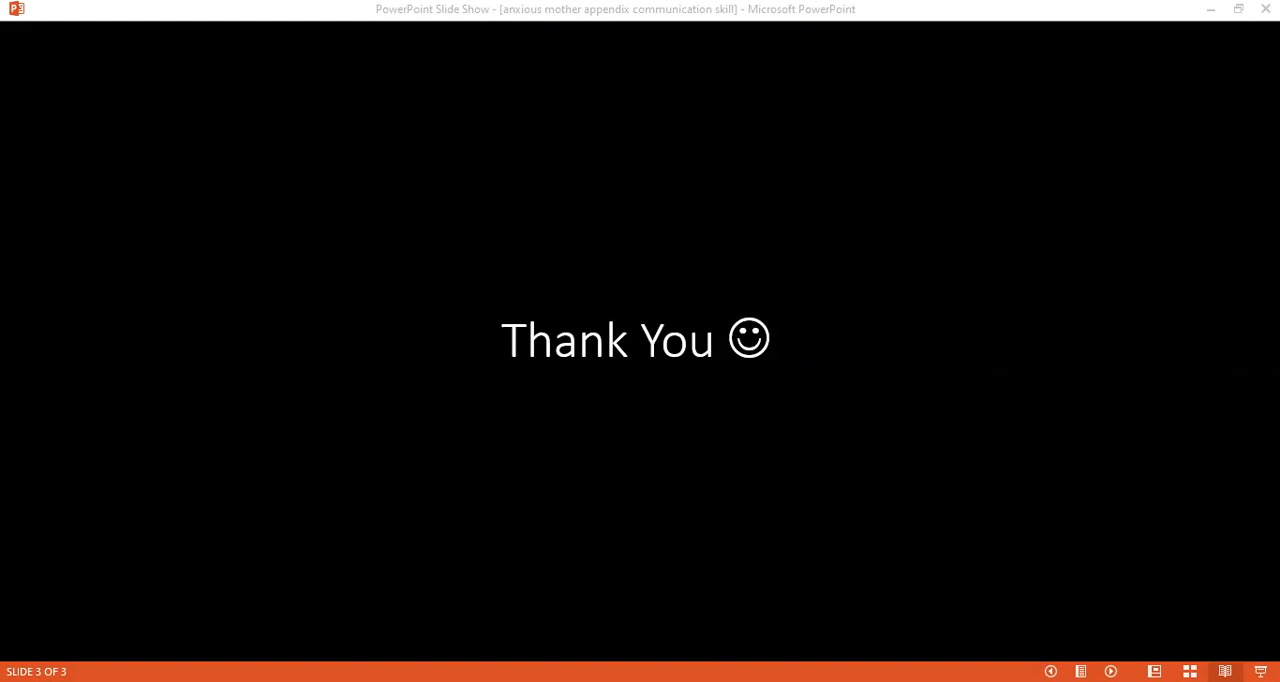 PowerPoint Slide Show - [anxious mother appendix communication skill] - Microsoft PowerPoint
Thank You ☺
SLIDE 3 OF 3